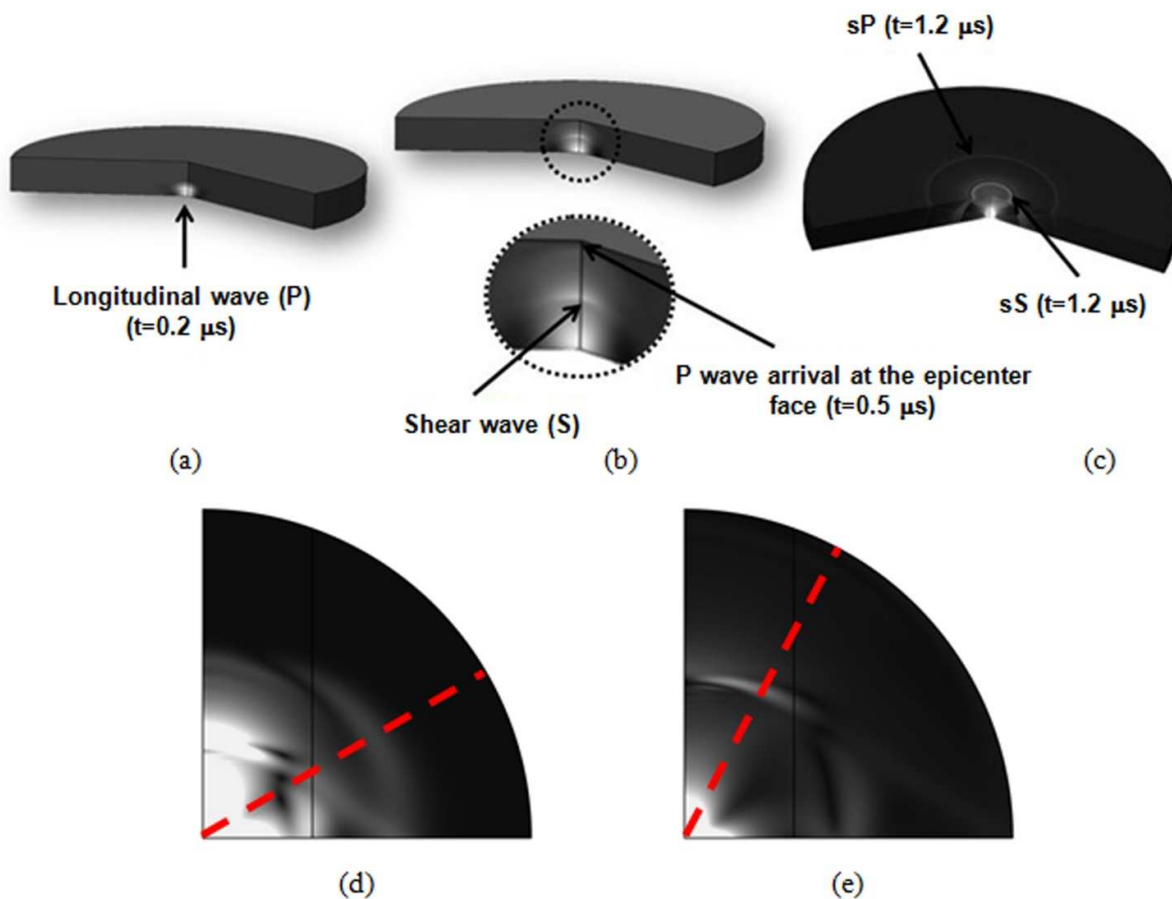 sP (t=1.2 μs)
Longitudinal wave (P)
(t=0.2 μs)
sS (t=1.2 μs)
P wave arrival at the epicenter
face (t=0.5 μs)
Shear wave (S)
(a)
(b)
(c)
(d)
(e)